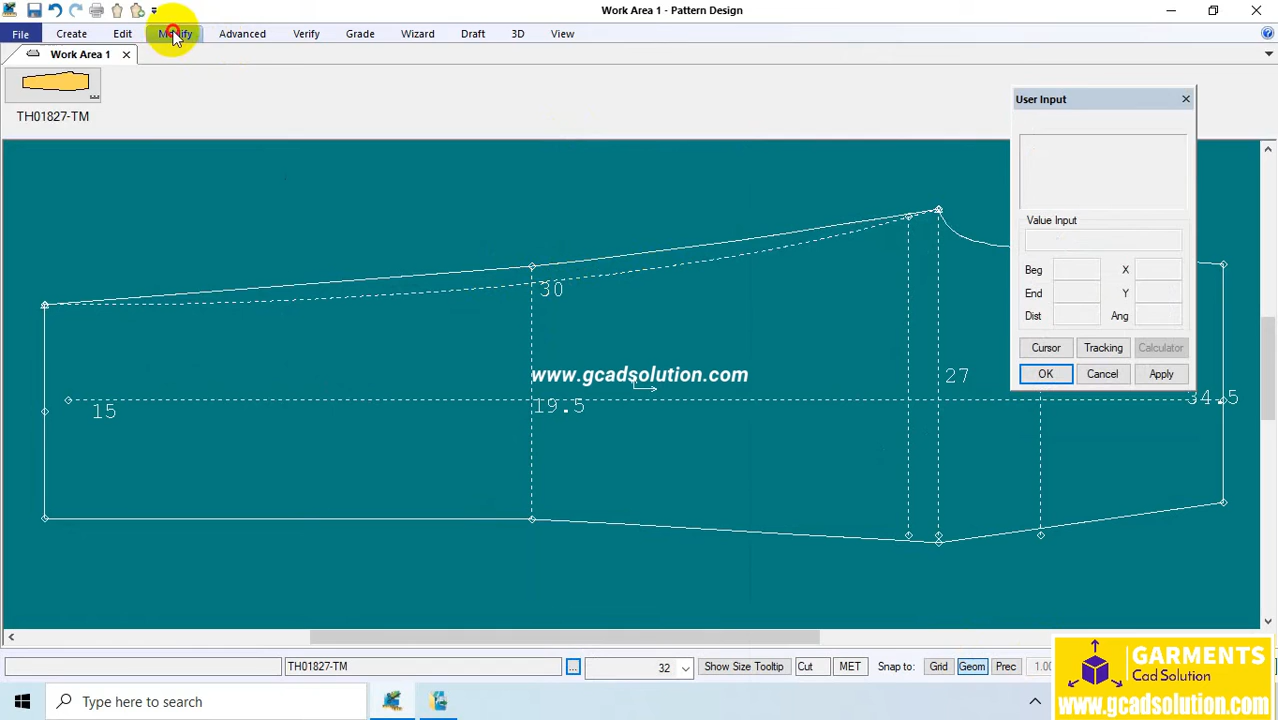 Work Area 1 - Pattern Design
File Create Edit Modify Advanced Verify Grade Wizard Draft 3D View
Work Area 1
TH01827-TM
User Input
Value Input
Beg X
End Y
Dist Ang
Cursor Tracking Calculator
OK Cancel Apply
30
www.gcadsolution.com
27
15
19.5
34.5
TH01827-TM ... 32 Show Size Tooltip Cut MET Snap to: Grid Geom Prec 1.00
GARMENTS
Cad Solution
www.gcadsolution.com
Type here to search